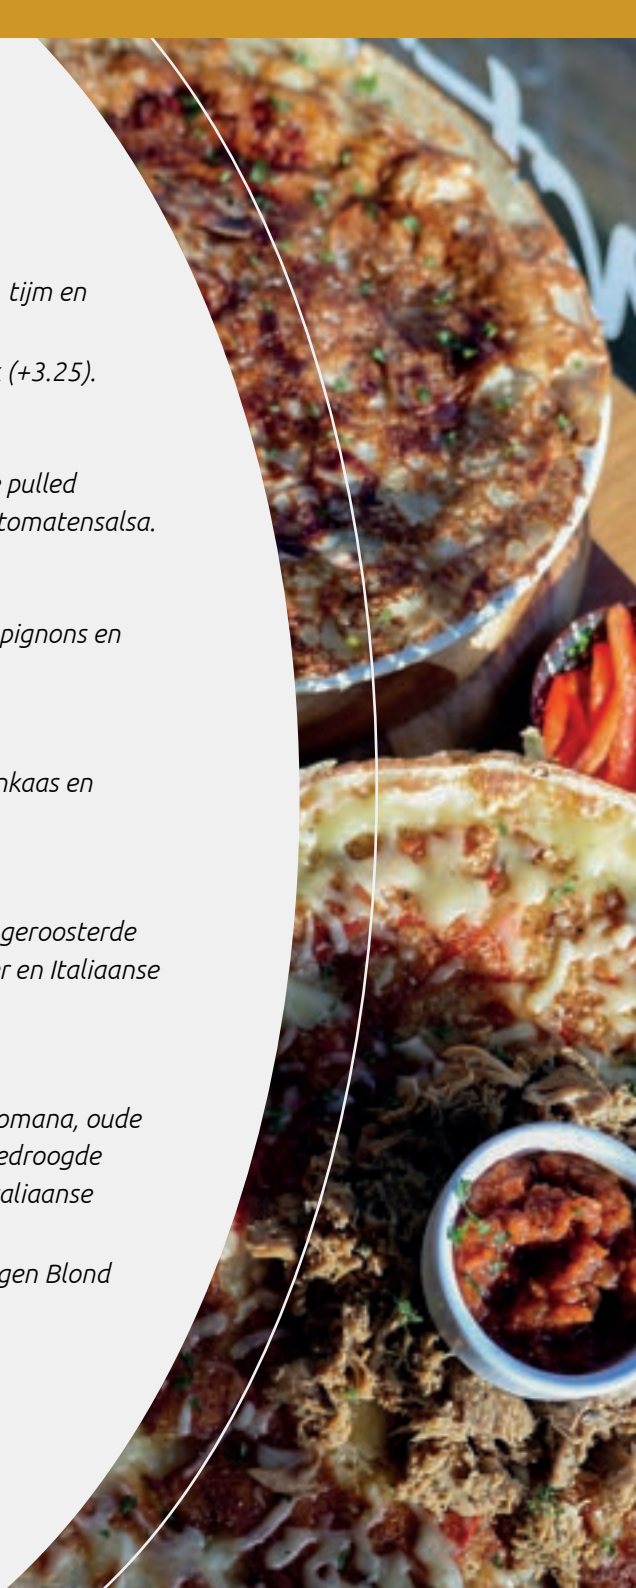 tijm en
(+3.25).
pulled
tomatensalsa.
pignons en
nkaas en
geroosterde
r en Italiaanse
omana, oude
edroogde
aliaanse
gen Blond